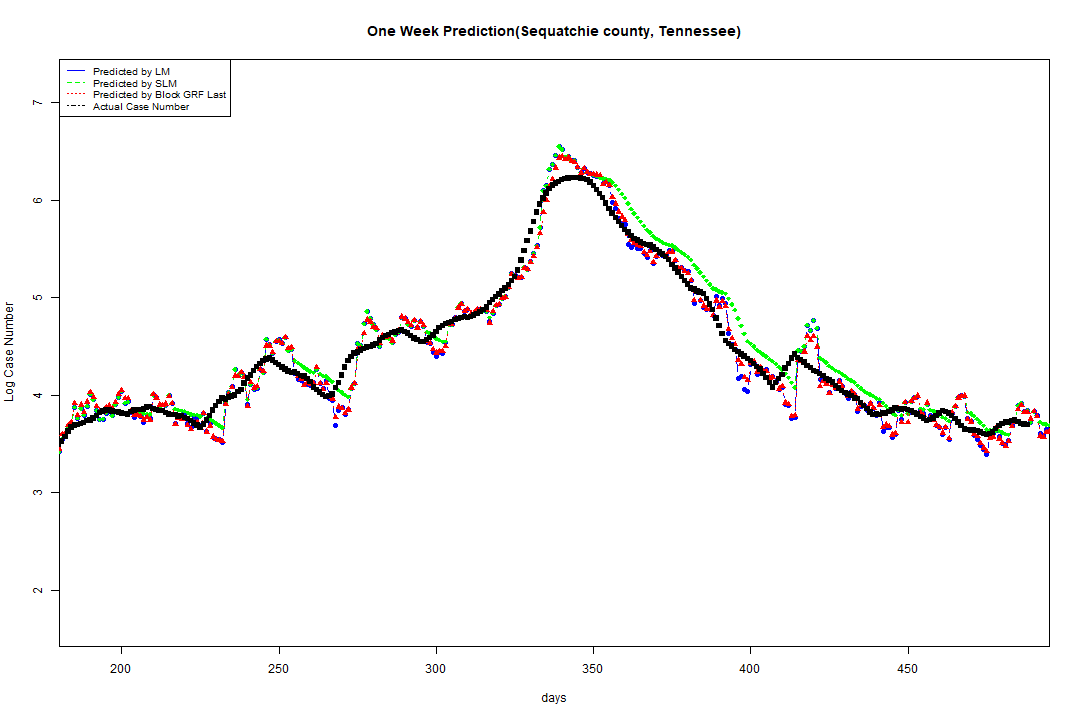 One Week Prediction(Sequatchie county, Tennessee)
Predicted by LM
Predicted by SLM
Predicted by Block GRF Last
Actual Case Number
Log Case Number
7
6
5
4
3
2
200 250 300 350 400 450
days